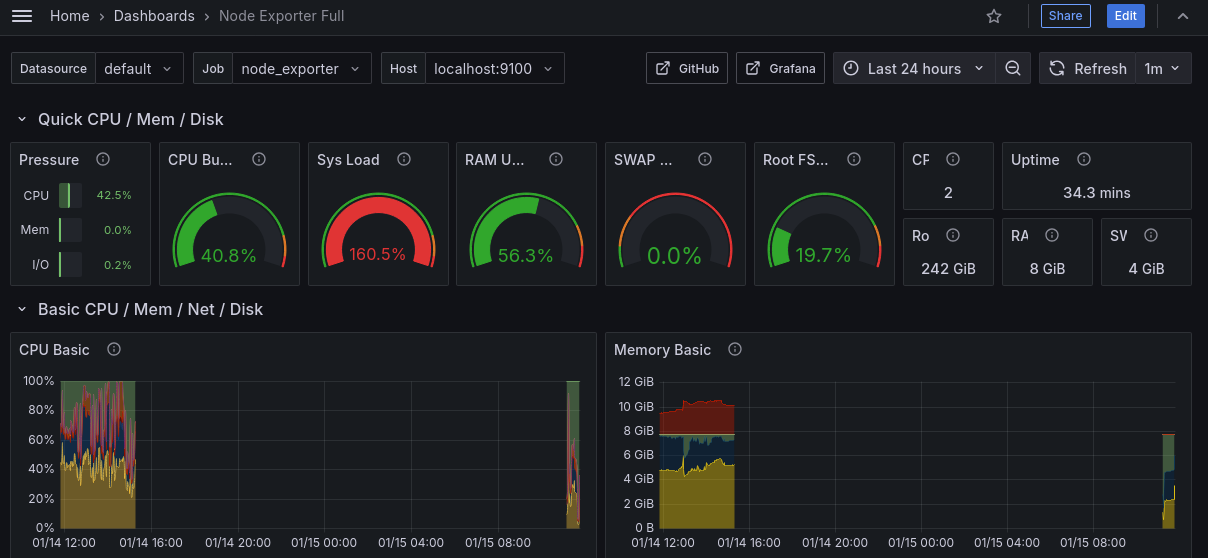 Home › Dashboards › Node Exporter Full Share Edit
Datasource default Job node_exporter Host localhost:9100 GitHub Grafana Last 24 hours Refresh 1m
Quick CPU / Mem / Disk
Pressure CPU Bu... Sys Load RAM U... SWAP ... Root FS... CP Uptime
CPU 42.5%
2 34.3 mins
Mem 0.0%
Ro RA SW
40.8% 160.5% 56.3% 0.0% 19.7%
I/O 0.2%
242 GiB 8 GiB 4 GiB
Basic CPU / Mem / Net / Disk
CPU Basic Memory Basic
100%
80%
60%
40%
20%
0%
01/14 12:00 01/14 16:00 01/14 20:00 01/15 00:00 01/15 04:00 01/15 08:00
12 GiB
10 GiB
8 GiB
6 GiB
4 GiB
2 GiB
0 B
01/14 12:00 01/14 16:00 01/14 20:00 01/15 00:00 01/15 04:00 01/15 08:00